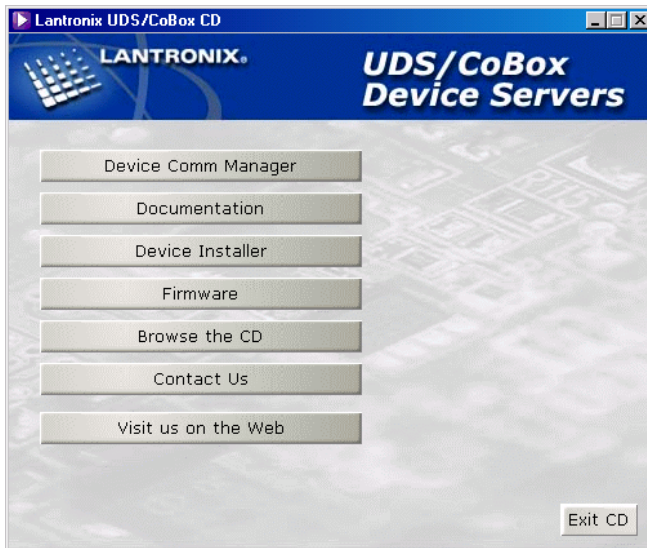 Lantronix UDS/CoBox CD
LANTRONIX®
UDS/CoBox
Device Servers
Device Comm Manager
Documentation
Device Installer
Firmware
Browse the CD
Contact Us
Visit us on the Web
Exit CD